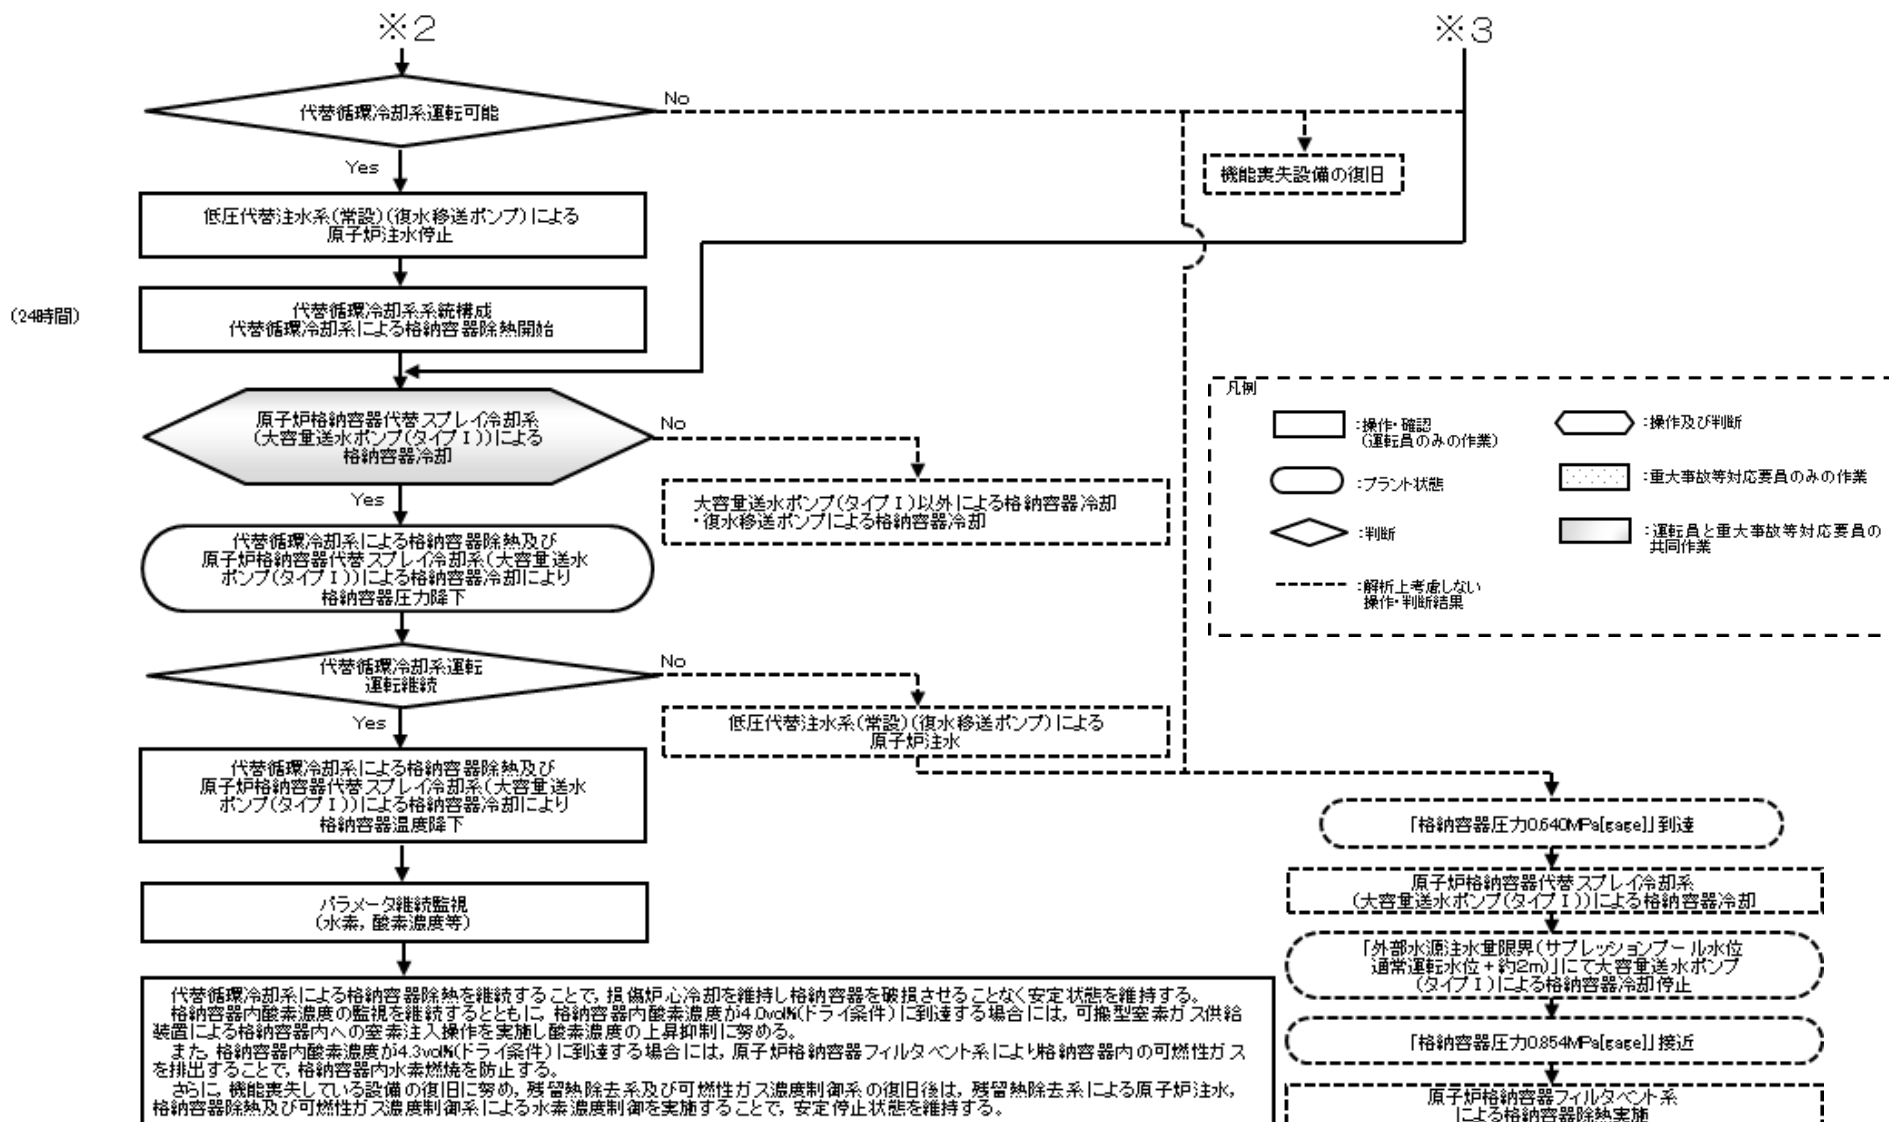 ※2
※3
代替循環冷却系運転可能
No
Yes
機能喪失設備の復旧
低圧代替注水系(常設)(復水移送ポンプ)による
原子炉注水停止
(24時間)
代替循環冷却系系統構成
代替循環冷却系による格納容器除熱開始
原子炉格納容器代替スプレイ冷却系
(大容量送水ポンプ(タイプⅠ))による
格納容器冷却
No
Yes
大容量送水ポンプ(タイプⅠ)以外による格納容器冷却
・復水移送ポンプによる格納容器冷却
代替循環冷却系による格納容器除熱及び
原子炉格納容器代替スプレイ冷却系(大容量送水
ポンプ(タイプⅠ))による格納容器冷却により
格納容器圧力降下
代替循環冷却系運転
運転継続
No
Yes
低圧代替注水系(常設)(復水移送ポンプ)による
原子炉注水
代替循環冷却系による格納容器除熱及び
原子炉格納容器代替スプレイ冷却系(大容量送水
ポンプ(タイプⅠ))による格納容器冷却により
格納容器温度降下
パラメータ継続監視
(水素，酸素濃度等)
代替循環冷却系による格納容器除熱を継続することで，損傷炉心冷却を維持し格納容器を破損させることなく安定状態を維持する。
格納容器内酸素濃度の監視を継続するとともに，格納容器内酸素濃度が4.0vol%(ドライ条件)に到達する場合には，可搬型窒素ガス供給
装置による格納容器内への窒素注入操作を実施し酸素濃度の上昇抑制に努める。
また，格納容器内酸素濃度が4.3vol%(ドライ条件)に到達する場合には，原子炉格納容器フィルタベント系により格納容器内の可燃性ガス
を排出することで，格納容器内水素燃焼を防止する。
さらに，機能喪失している設備の復旧に努め，残留熱除去系及び可燃性ガス濃度制御系の復旧後は，残留熱除去系による原子炉注水，
格納容器除熱及び可燃性ガス濃度制御系による水素濃度制御を実施することで，安定停止状態を維持する。
凡例
:操作・確認
(運転員のみの作業)
:操作及び判断
:プラント状態
:重大事故等対応要員のみの作業
:判断
:運転員と重大事故等対応要員の
共同作業
:解析上考慮しない
操作・判断結果
「格納容器圧力0.640MPa[gage]」到達
原子炉格納容器代替スプレイ冷却系
(大容量送水ポンプ(タイプⅠ))による格納容器冷却
「外部水源注水量限界(サプレッションプール水位
通常運転水位＋約2m)」にて大容量送水ポンプ
(タイプⅠ)による格納容器冷却停止
「格納容器圧力0.854MPa[gage]」接近
原子炉格納容器フィルタベント系
による格納容器除熱実施